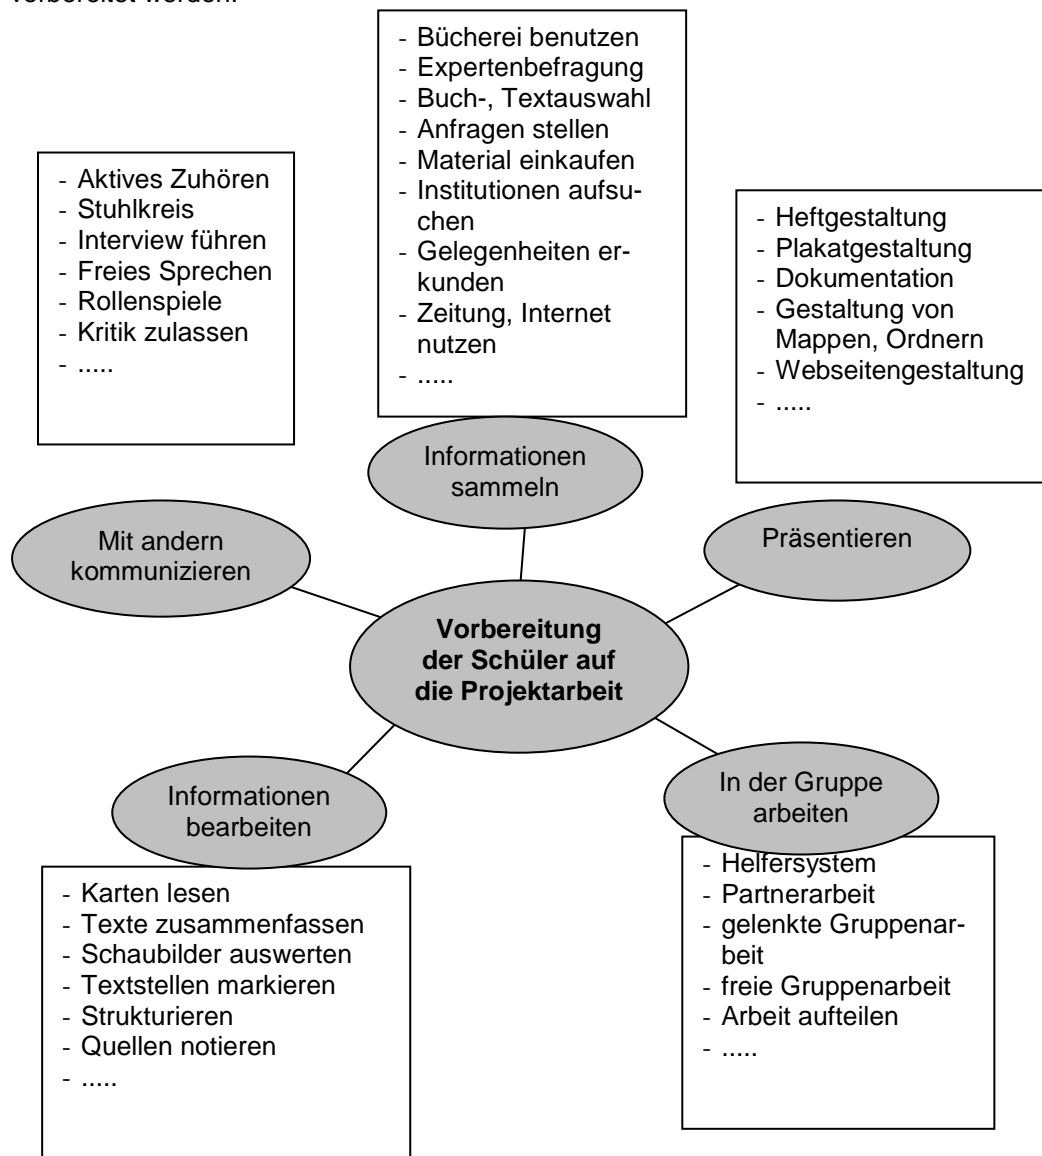 vorbereitet werden.
- Bücherei benutzen
- Expertenbefragung
- Buch-, Textauswahl
- Anfragen stellen
- Material einkaufen
- Institutionen aufsu-
chen
- Gelegenheiten er-
kunden
- Zeitung, Internet
nutzen
- .....
- Aktives Zuhören
- Stuhlkreis
- Interview führen
- Freies Sprechen
- Rollenspiele
- Kritik zulassen
- .....
- Heftgestaltung
- Plakatgestaltung
- Dokumentation
- Gestaltung von
Mappen, Ordnern
- Webseitengestaltung
- .....
Informationen
sammeln
Mit andern
kommunizieren
Präsentieren
Vorbereitung
der Schüler auf
die Projektarbeit
Informationen
bearbeiten
In der Gruppe
arbeiten
- Karten lesen
- Texte zusammenfassen
- Schaubilder auswerten
- Textstellen markieren
- Strukturieren
- Quellen notieren
- .....
- Helfersystem
- Partnerarbeit
- gelenkte Gruppenar-
beit
- freie Gruppenarbeit
- Arbeit aufteilen
- .....